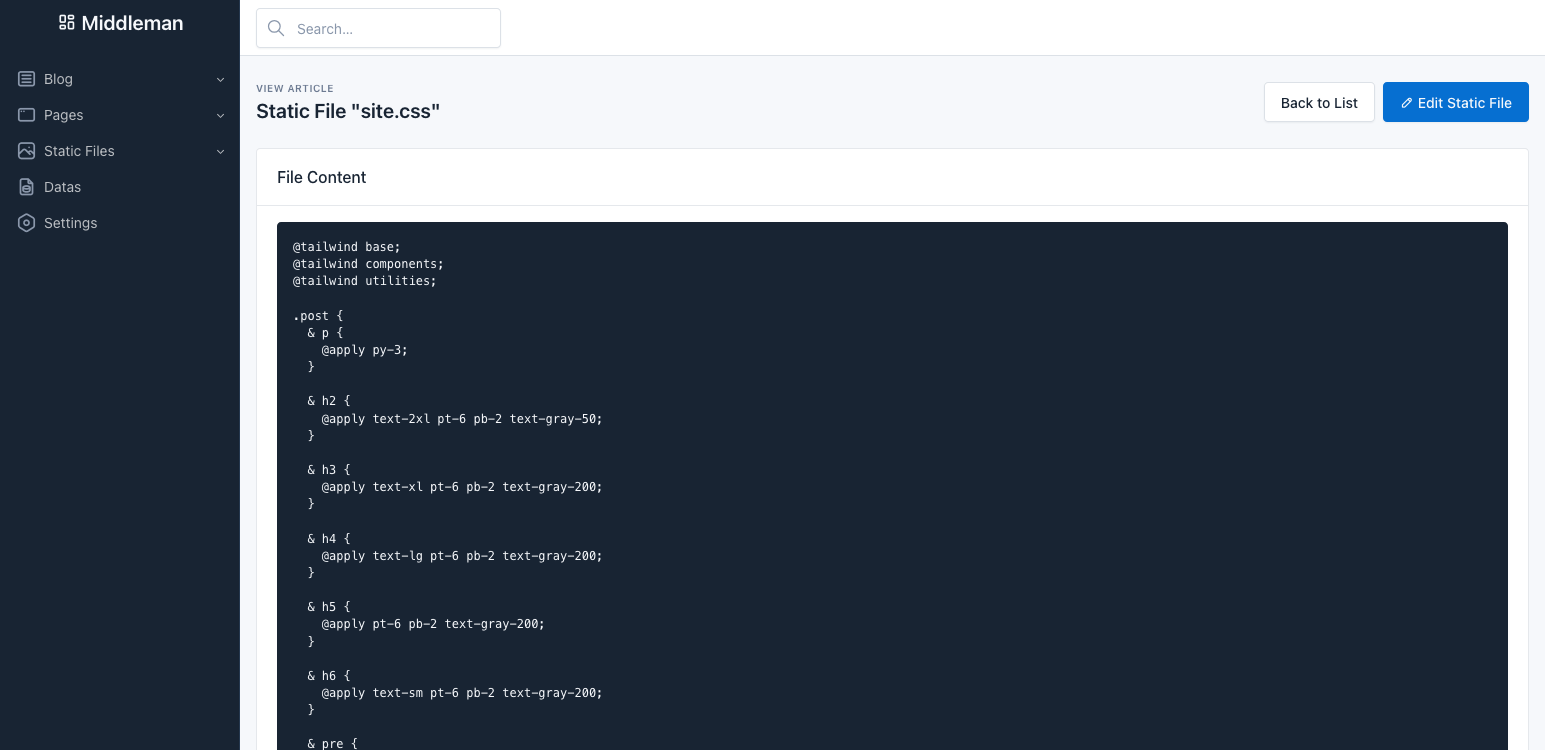 Middleman
Blog
Pages
Static Files
Datas
Settings
Search...
VIEW ARTICLE
Static File "site.css"
Back to List
Edit Static File
File Content
@tailwind base;
@tailwind components;
@tailwind utilities;
.post {
  & p {
    @apply py-3;
  }
  & h2 {
    @apply text-2xl pt-6 pb-2 text-gray-50;
  }
  & h3 {
    @apply text-xl pt-6 pb-2 text-gray-200;
  }
  & h4 {
    @apply text-lg pt-6 pb-2 text-gray-200;
  }
  & h5 {
    @apply pt-6 pb-2 text-gray-200;
  }
  & h6 {
    @apply text-sm pt-6 pb-2 text-gray-200;
  }
  & pre {